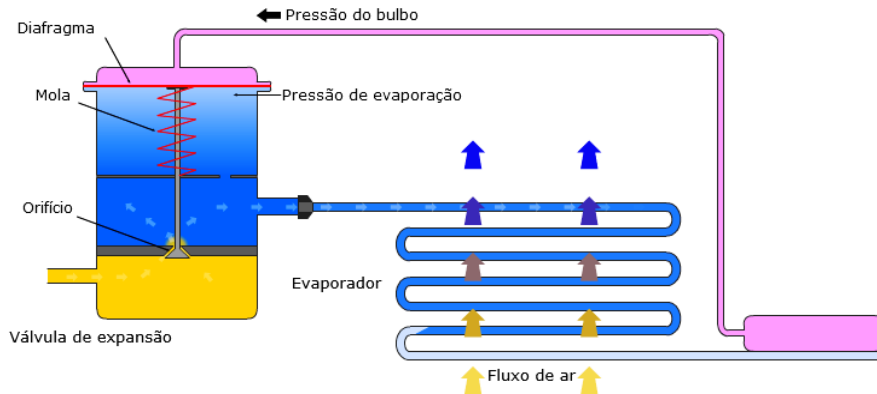 Pressão do bulbo
Diafragma
Mola
Pressão de evaporação
Orifício
Evaporador
Válvula de expansão
Fluxo de ar